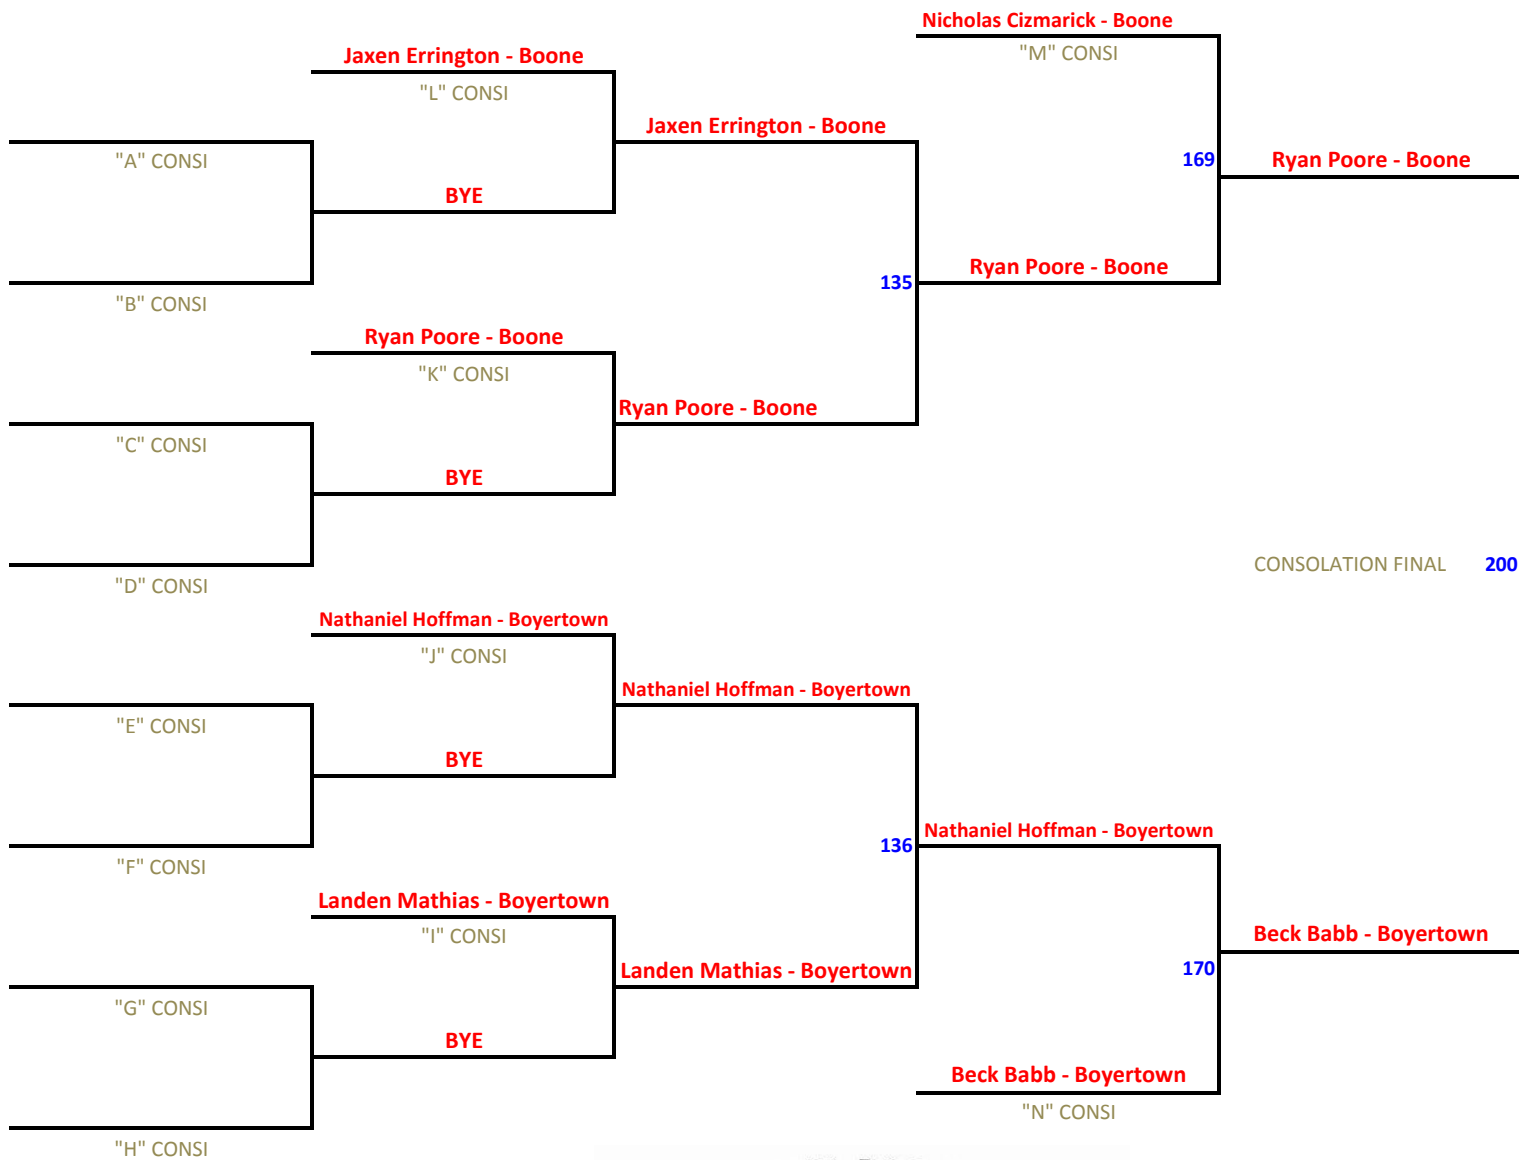 Nicholas Cizmarick - Boone
"M" CONSI
Jaxen Errington - Boone
"L" CONSI
Jaxen Errington - Boone
"A" CONSI
169
Ryan Poore - Boone
BYE
Ryan Poore - Boone
135
"B" CONSI
Ryan Poore - Boone
"K" CONSI
Ryan Poore - Boone
"C" CONSI
BYE
CONSOLATION FINAL 200
"D" CONSI
Nathaniel Hoffman - Boyertown
"J" CONSI
Nathaniel Hoffman - Boyertown
"E" CONSI
BYE
Nathaniel Hoffman - Boyertown
136
"F" CONSI
Landen Mathias - Boyertown
"I" CONSI
Beck Babb - Boyertown
170
Landen Mathias - Boyertown
"G" CONSI
BYE
Beck Babb - Boyertown
"N" CONSI
"H" CONSI